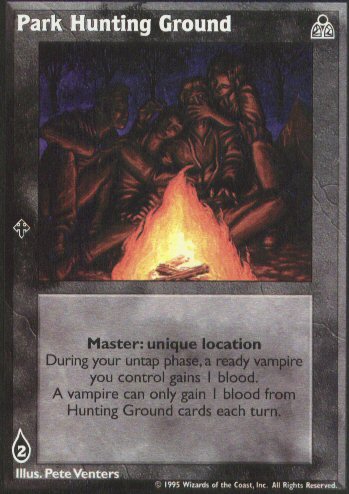 Park Hunting Ground
Master: unique location
During your untap phase, a ready vampire
you control gains 1 blood.
A vampire can only gain 1 blood from
Hunting Ground cards each turn.
2
Illus. Pete Venters
© 1995 Wizards of the Coast, Inc. All Rights Reserved.